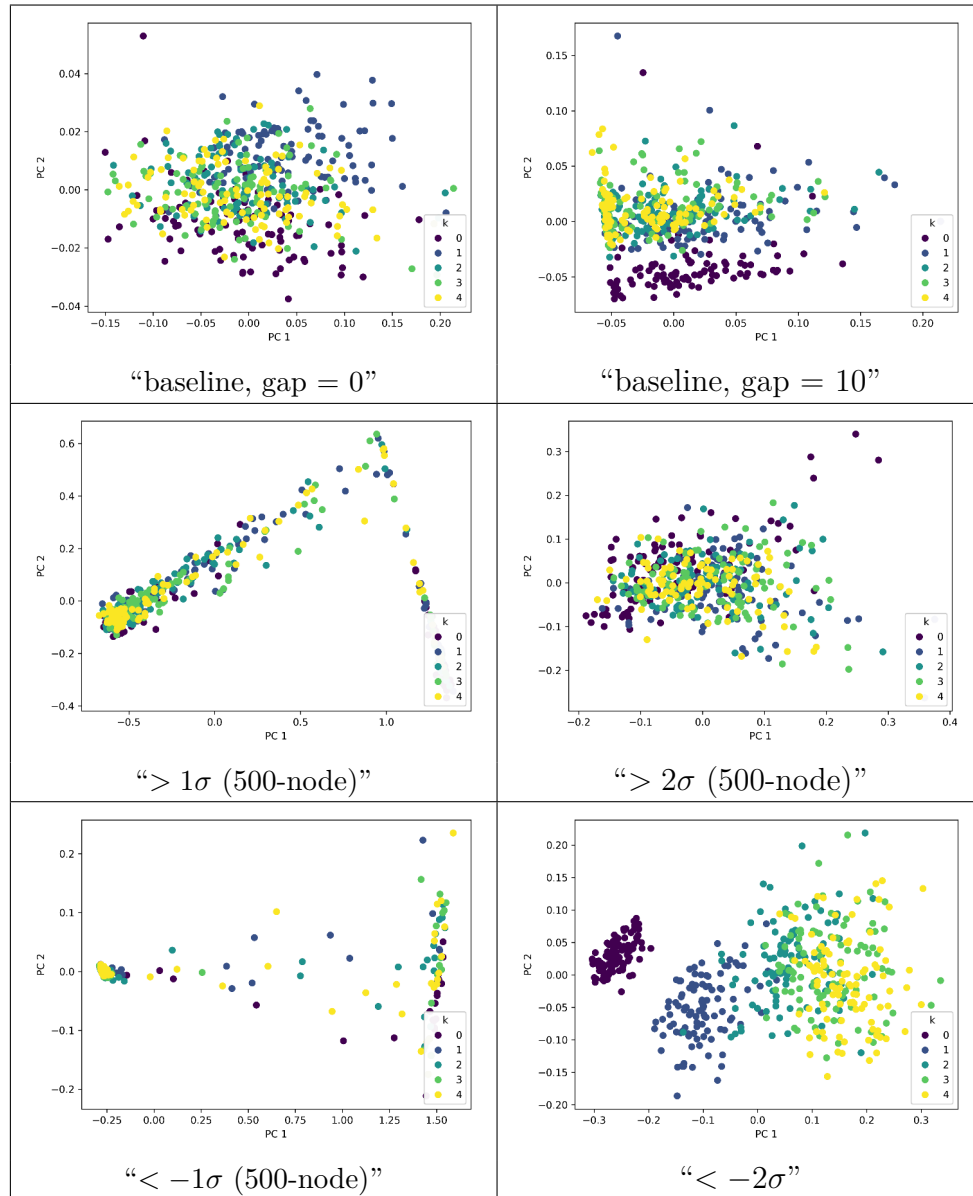 0.04
0.02
0.00
−0.02
−0.04
PC 2
−0.15 −0.10 −0.05 0.00 0.05 0.10 0.15 0.20
PC 1
k
0
1
2
3
4
“baseline, gap = 0”
0.15
0.10
0.05
0.00
−0.05
PC 2
−0.05 0.00 0.05 0.10 0.15 0.20
PC 1
k
0
1
2
3
4
“baseline, gap = 10”
0.6
0.4
0.2
0.0
−0.2
−0.4
PC 2
−0.5 0.0 0.5 1.0
PC 1
k
0
1
2
3
4
“> 1σ (500-node)”
0.3
0.2
0.1
0.0
−0.1
−0.2
PC 2
−0.2 −0.1 0.0 0.1 0.2 0.3 0.4
PC 1
k
0
1
2
3
4
“> 2σ (500-node)”
0.2
0.1
0.0
−0.1
−0.2
PC 2
−0.25 0.00 0.25 0.50 0.75 1.00 1.25 1.50
PC 1
k
0
1
2
3
4
“< −1σ (500-node)”
0.20
0.15
0.10
0.05
0.00
−0.05
−0.10
−0.15
−0.20
PC 2
−0.3 −0.2 −0.1 0.0 0.1 0.2 0.3
PC 1
k
0
1
2
3
4
“< −2σ”